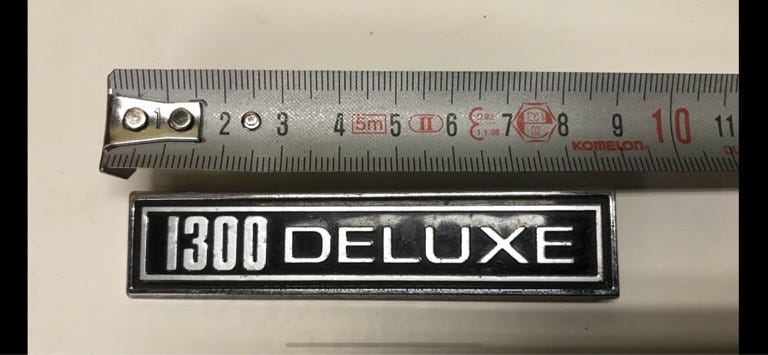 1 2 3 4 5m 5 II 6 7 8 9 10 11
KOMELON
1300 DELUXE